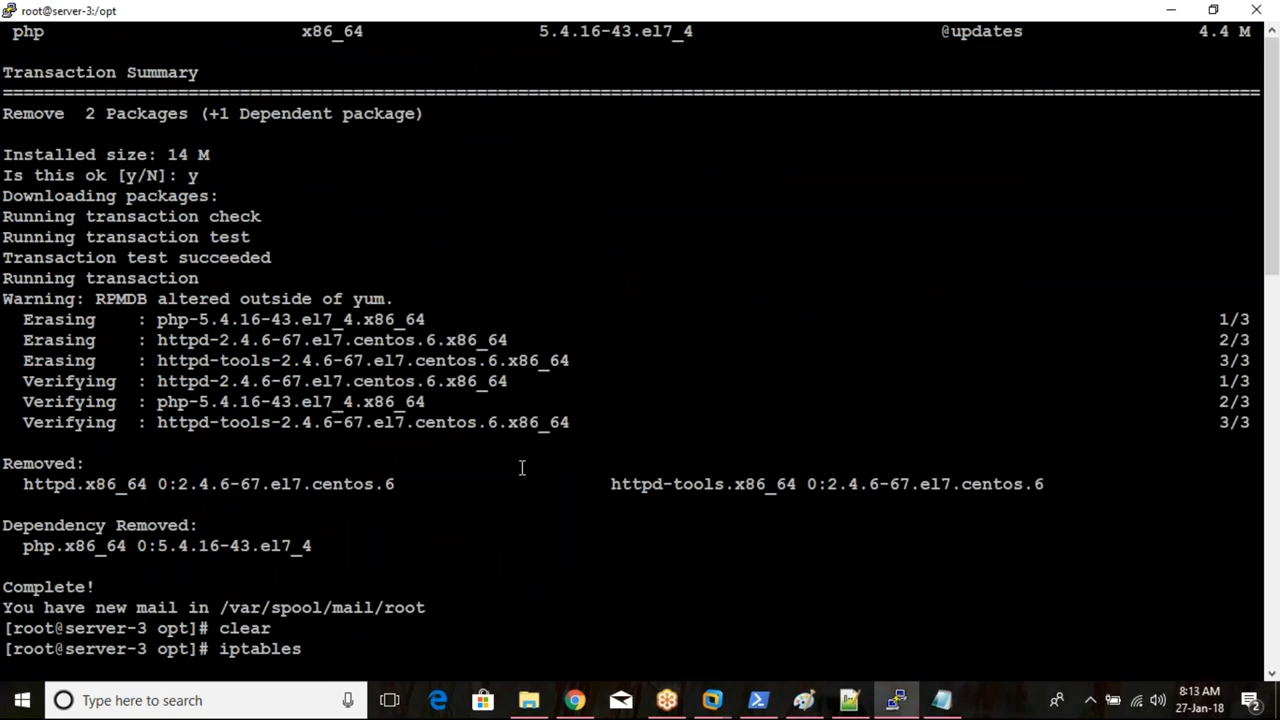 root@server-3:/opt
php x86_64 5.4.16-43.el7_4 @updates 4.4 M
Transaction Summary
================================================================================
Remove 2 Packages (+1 Dependent package)
Installed size: 14 M
Is this ok [y/N]: y
Downloading packages:
Running transaction check
Running transaction test
Transaction test succeeded
Running transaction
Warning: RPMDB altered outside of yum.
Erasing : php-5.4.16-43.el7_4.x86_64 1/3
Erasing : httpd-2.4.6-67.el7.centos.6.x86_64 2/3
Erasing : httpd-tools-2.4.6-67.el7.centos.6.x86_64 3/3
Verifying : httpd-2.4.6-67.el7.centos.6.x86_64 1/3
Verifying : php-5.4.16-43.el7_4.x86_64 2/3
Verifying : httpd-tools-2.4.6-67.el7.centos.6.x86_64 3/3
Removed:
httpd.x86_64 0:2.4.6-67.el7.centos.6 httpd-tools.x86_64 0:2.4.6-67.el7.centos.6
Dependency Removed:
php.x86_64 0:5.4.16-43.el7_4
Complete!
You have new mail in /var/spool/mail/root
[root@server-3 opt]# clear
[root@server-3 opt]# iptables
Type here to search
8:13 AM
27-Jan-18
2